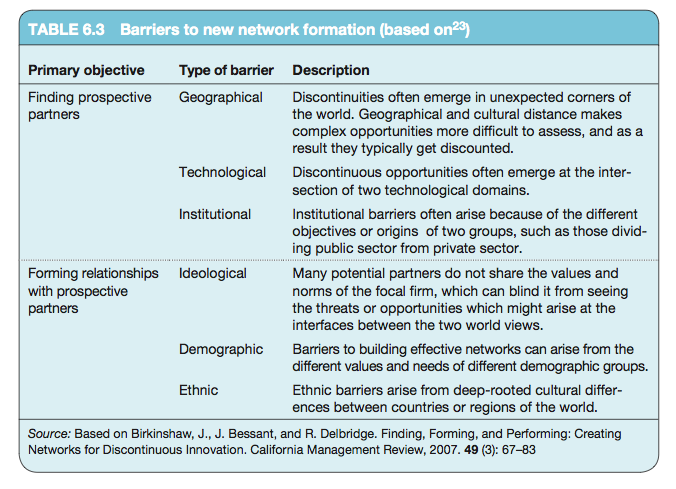 TABLE 6.3 Barriers to new network formation (based on23)
Primary objective Type of barrier Description
Finding prospective partners Geographical Discontinuities often emerge in unexpected corners of
the world. Geographical and cultural distance makes
complex opportunities more difficult to assess, and as a
result they typically get discounted.
Technological Discontinuous opportunities often emerge at the inter-
section of two technological domains.
Institutional Institutional barriers often arise because of the different
objectives or origins of two groups, such as those divid-
ing public sector from private sector.
Forming relationships with prospective partners Ideological Many potential partners do not share the values and
norms of the focal firm, which can blind it from seeing
the threats or opportunities which might arise at the
interfaces between the two world views.
Demographic Barriers to building effective networks can arise from the
different values and needs of different demographic groups.
Ethnic Ethnic barriers arise from deep-rooted cultural differ-
ences between countries or regions of the world.
Source: Based on Birkinshaw, J., J. Bessant, and R. Delbridge. Finding, Forming, and Performing: Creating
Networks for Discontinuous Innovation. California Management Review, 2007. 49 (3): 67–83